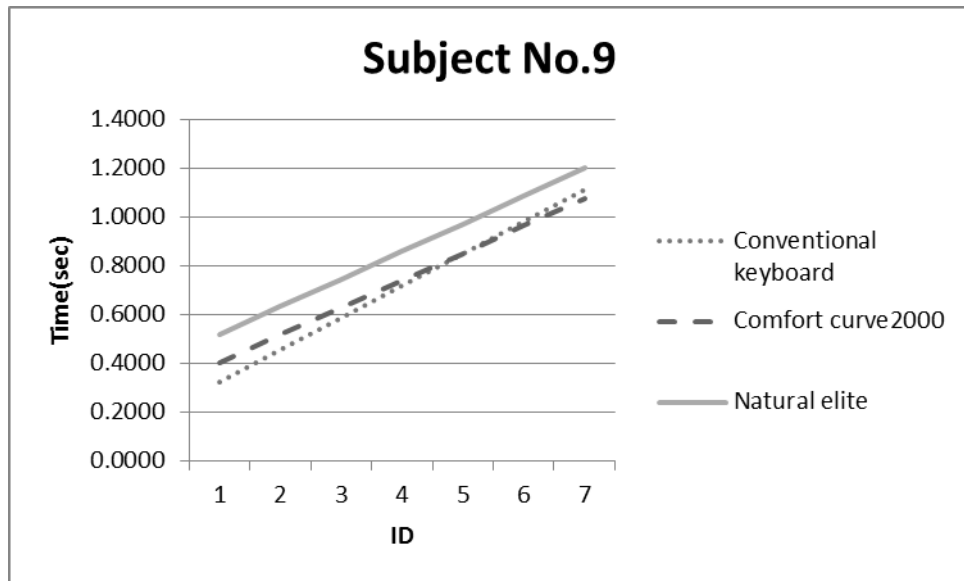 Subject No.9
1.4000
1.2000
1.0000
0.8000
0.6000
0.4000
0.2000
0.0000
Time(sec)
1 2 3 4 5 6 7
ID
Conventional
keyboard
Comfort curve2000
Natural elite